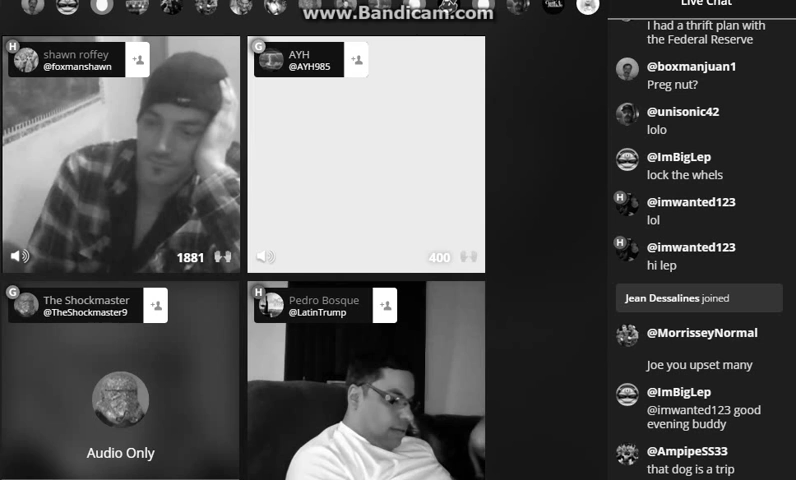 www.Bandicam.com
Live Chat
H
shawn roffey
@foxmanshawn
1881
G
AYH
@AYH985
400
G
The Shockmaster
@TheShockmaster9
Audio Only
H
Pedro Bosque
@LatinTrump
I had a thrift plan with
the Federal Reserve
@boxmanjuan1
Preg nut?
@unisonic42
lolo
@ImBigLep
lock the whels
H
@imwanted123
lol
H
@imwanted123
hi lep
Jean Dessalines joined
@MorrisseyNormal
Joe you upset many
@ImBigLep
@imwanted123 good
evening buddy
@AmpipeSS33
that dog is a trip